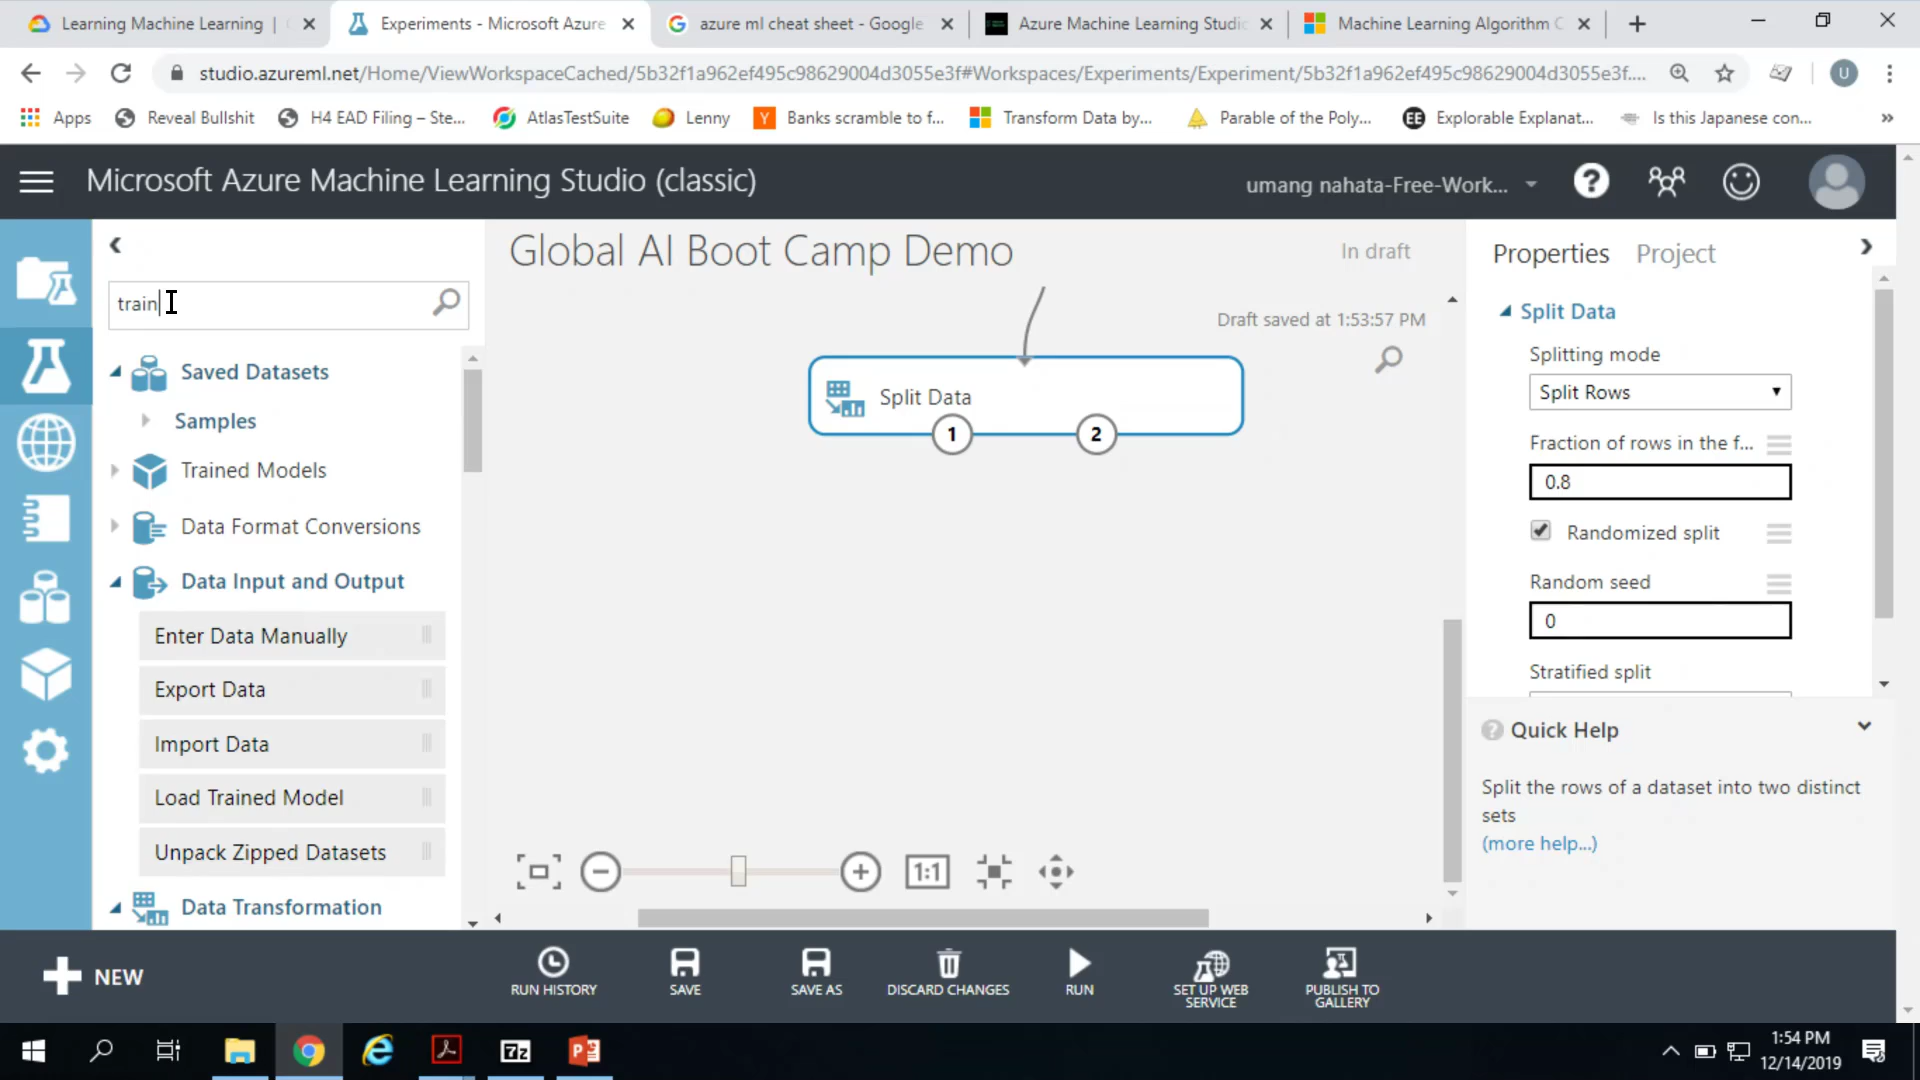 Learning Machine Learning |
Experiments - Microsoft Azure
azure ml cheat sheet - Google
Azure Machine Learning Studio
Machine Learning Algorithm C
studio.azureml.net/Home/ViewWorkspaceCached/5b32f1a962ef495c98629004d3055e3f#Workspaces/Experiments/Experiment/5b32f1a962ef495c98629004d3055e3f....
U
Apps
Reveal Bullshit
H4 EAD Filing – Ste...
AtlasTestSuite
Lenny
Y
Banks scramble to f...
Transform Data by...
Parable of the Poly...
EE
Explorable Explanat...
Is this Japanese con...
»
Microsoft Azure Machine Learning Studio (classic)
umang nahata-Free-Work...
?
train
Saved Datasets
Samples
Trained Models
Data Format Conversions
Data Input and Output
Enter Data Manually
Export Data
Import Data
Load Trained Model
Unpack Zipped Datasets
Data Transformation
Global AI Boot Camp Demo
In draft
Draft saved at 1:53:57 PM
Split Data
1
2
1:1
Properties
Project
Split Data
Splitting mode
Split Rows
Fraction of rows in the f...
0.8
Randomized split
Random seed
0
Stratified split
? Quick Help
Split the rows of a dataset into two distinct
sets
(more help...)
NEW
RUN HISTORY
SAVE
SAVE AS
DISCARD CHANGES
RUN
SET UP WEB
SERVICE
PUBLISH TO
GALLERY
7z
P
1:54 PM
12/14/2019